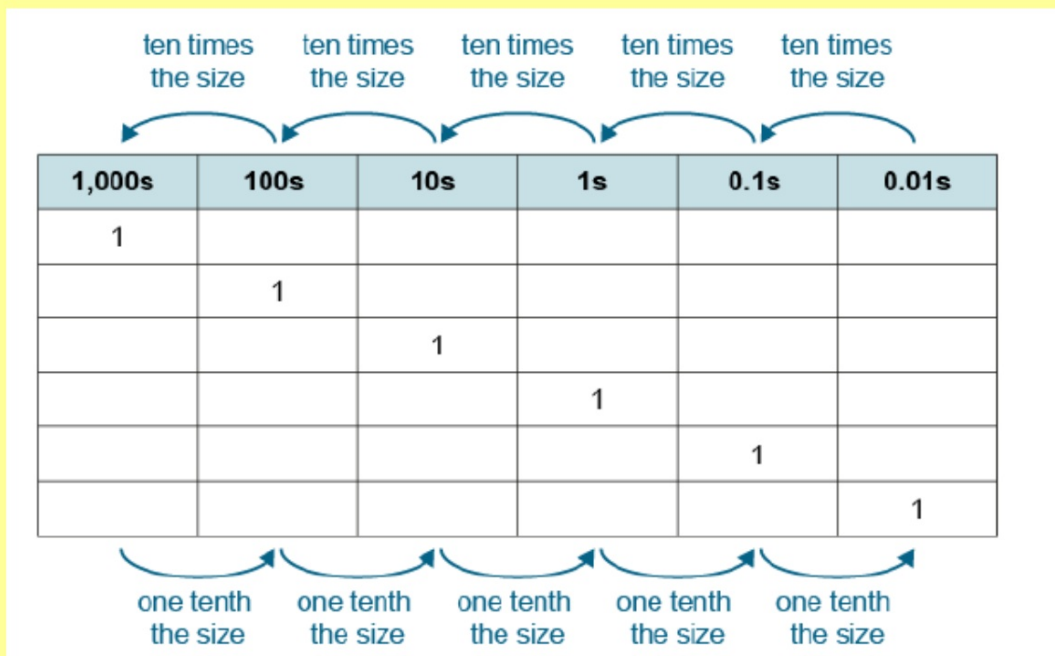 ten times ten times ten times ten times ten times
the size the size the size the size the size
1,000s 100s 10s 1s 0.1s 0.01s
1
1
1
1
1
1
one tenth one tenth one tenth one tenth one tenth
the size the size the size the size the size